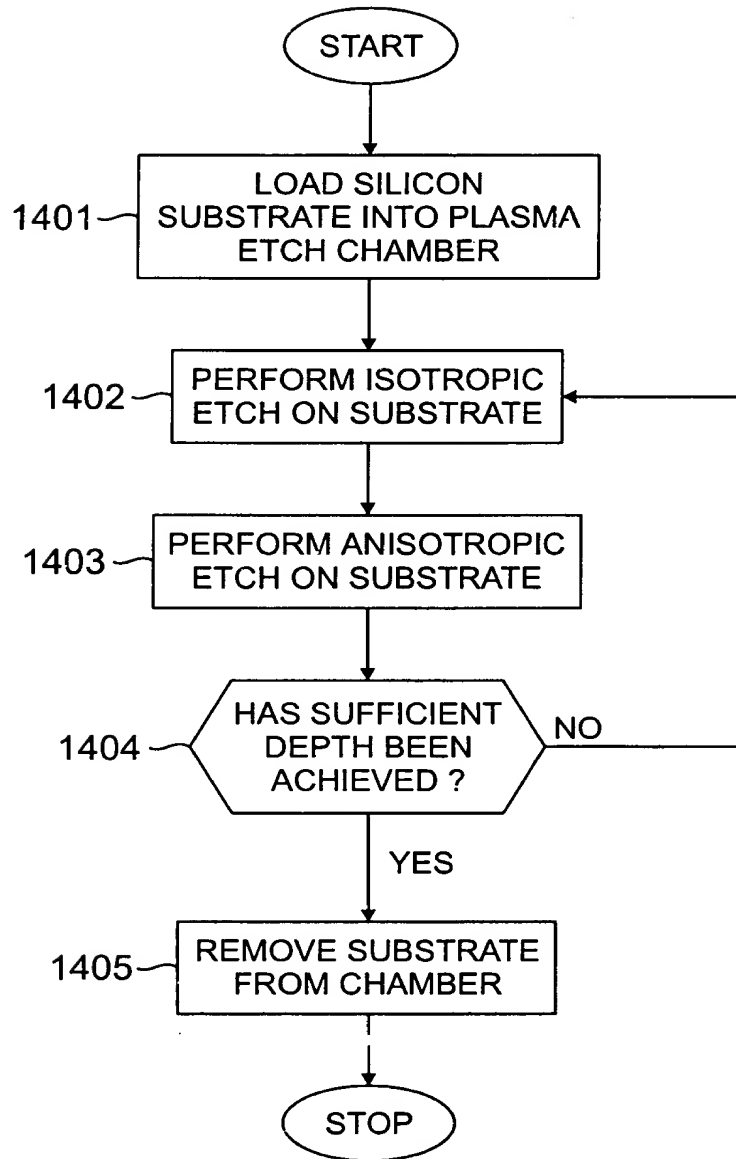 START
1401
LOAD SILICON
SUBSTRATE INTO PLASMA
ETCH CHAMBER
1402
PERFORM ISOTROPIC
ETCH ON SUBSTRATE
1403
PERFORM ANISOTROPIC
ETCH ON SUBSTRATE
1404
HAS SUFFICIENT
DEPTH BEEN
ACHIEVED ?
NO
YES
1405
REMOVE SUBSTRATE
FROM CHAMBER
STOP